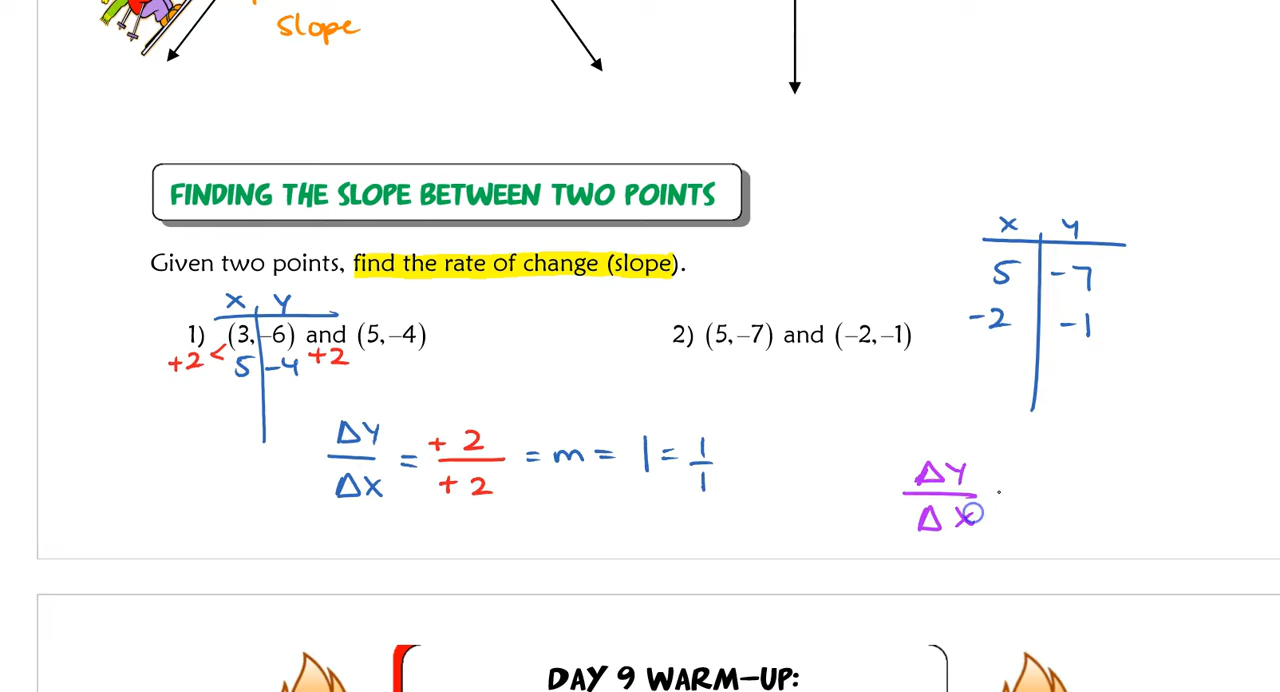 slope
FINDING THE SLOPE BETWEEN TWO POINTS
Given two points, find the rate of change (slope).
x y
1) (3, –6) and (5, –4)
+2 < 5 -4 +2
ΔY/ΔX = +2/+2 = m = 1 = 1/1
2) (5, –7) and (–2, –1)
x y
5 -7
-2 -1
ΔY/ΔX
DAY 9 WARM–UP: